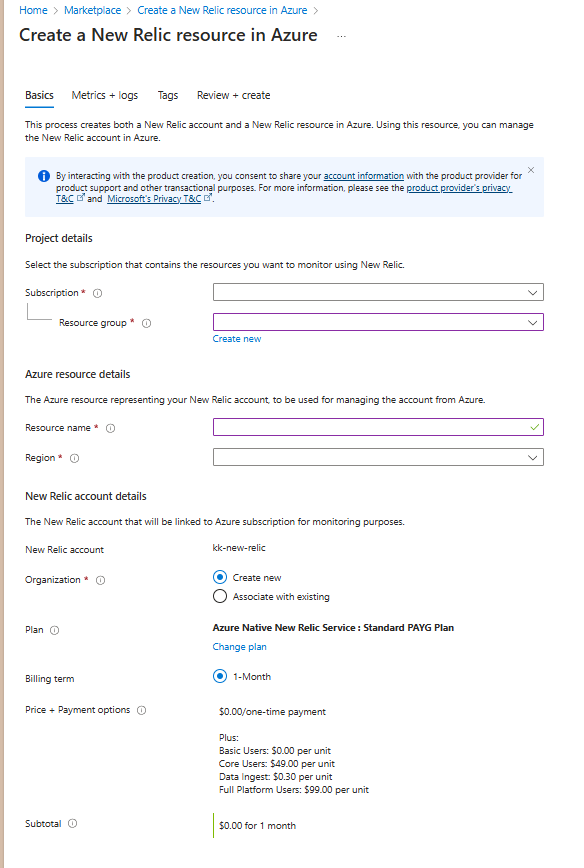 Home > Marketplace > Create a New Relic resource in Azure >
Create a New Relic resource in Azure ...
Basics Metrics + logs Tags Review + create
This process creates both a New Relic account and a New Relic resource in Azure. Using this resource, you can manage
the New Relic account in Azure.
By interacting with the product creation, you consent to share your account information with the product provider for
product support and other transactional purposes. For more information, please see the product provider's privacy
T&C and Microsoft's Privacy T&C.
Project details
Select the subscription that contains the resources you want to monitor using New Relic.
Subscription *
Resource group *
Create new
Azure resource details
The Azure resource representing your New Relic account, to be used for managing the account from Azure.
Resource name *
Region *
New Relic account details
The New Relic account that will be linked to Azure subscription for monitoring purposes.
New Relic account kk-new-relic
Organization * Create new
Associate with existing
Plan Azure Native New Relic Service : Standard PAYG Plan
Change plan
Billing term 1-Month
Price + Payment options $0.00/one-time payment
Plus:
Basic Users: $0.00 per unit
Core Users: $49.00 per unit
Data Ingest: $0.30 per unit
Full Platform Users: $99.00 per unit
Subtotal $0.00 for 1 month